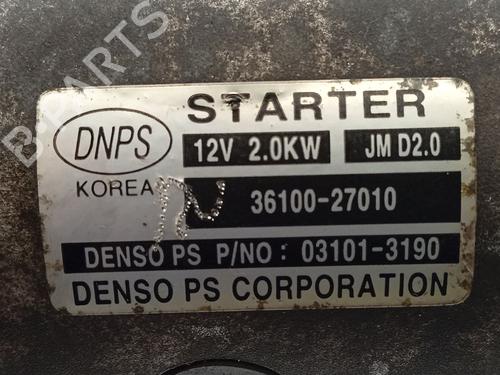 B-PARTS
STARTER
DNPS
12V 2.0KW
JM D2.0
KOREA
36100-27010
DENSO PS P/NO : 03101-3190
DENSO PS CORPORATION